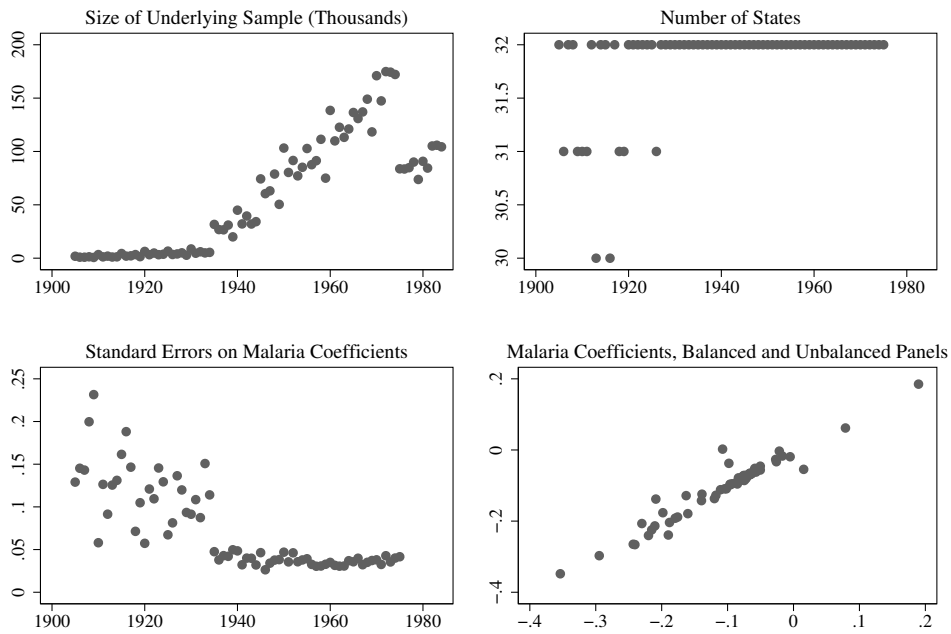 Size of Underlying Sample (Thousands)
200
150
100
50
0
1900 1920 1940 1960 1980
Number of States
32
31.5
31
30.5
30
1900 1920 1940 1960 1980
Standard Errors on Malaria Coefficients
.25
.2
.15
.1
.05
0
1900 1920 1940 1960 1980
Malaria Coefficients, Balanced and Unbalanced Panels
.2
0
−.2
−.4
−.4 −.3 −.2 −.1 0 .1 .2